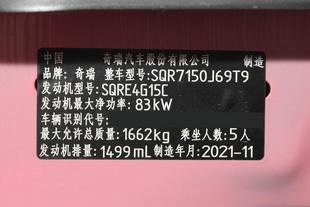 中国 奇瑞汽车股份有限公司 制造
品牌：奇瑞 整车型号：SQR7150J69T9
发动机型号：SQRE4G15C
发动机最大净功率：83kW
车辆识别代号：
最大允许总质量：1662kg 乘坐人数：5人
发动机排量：1499mL 制造年月：2021-11